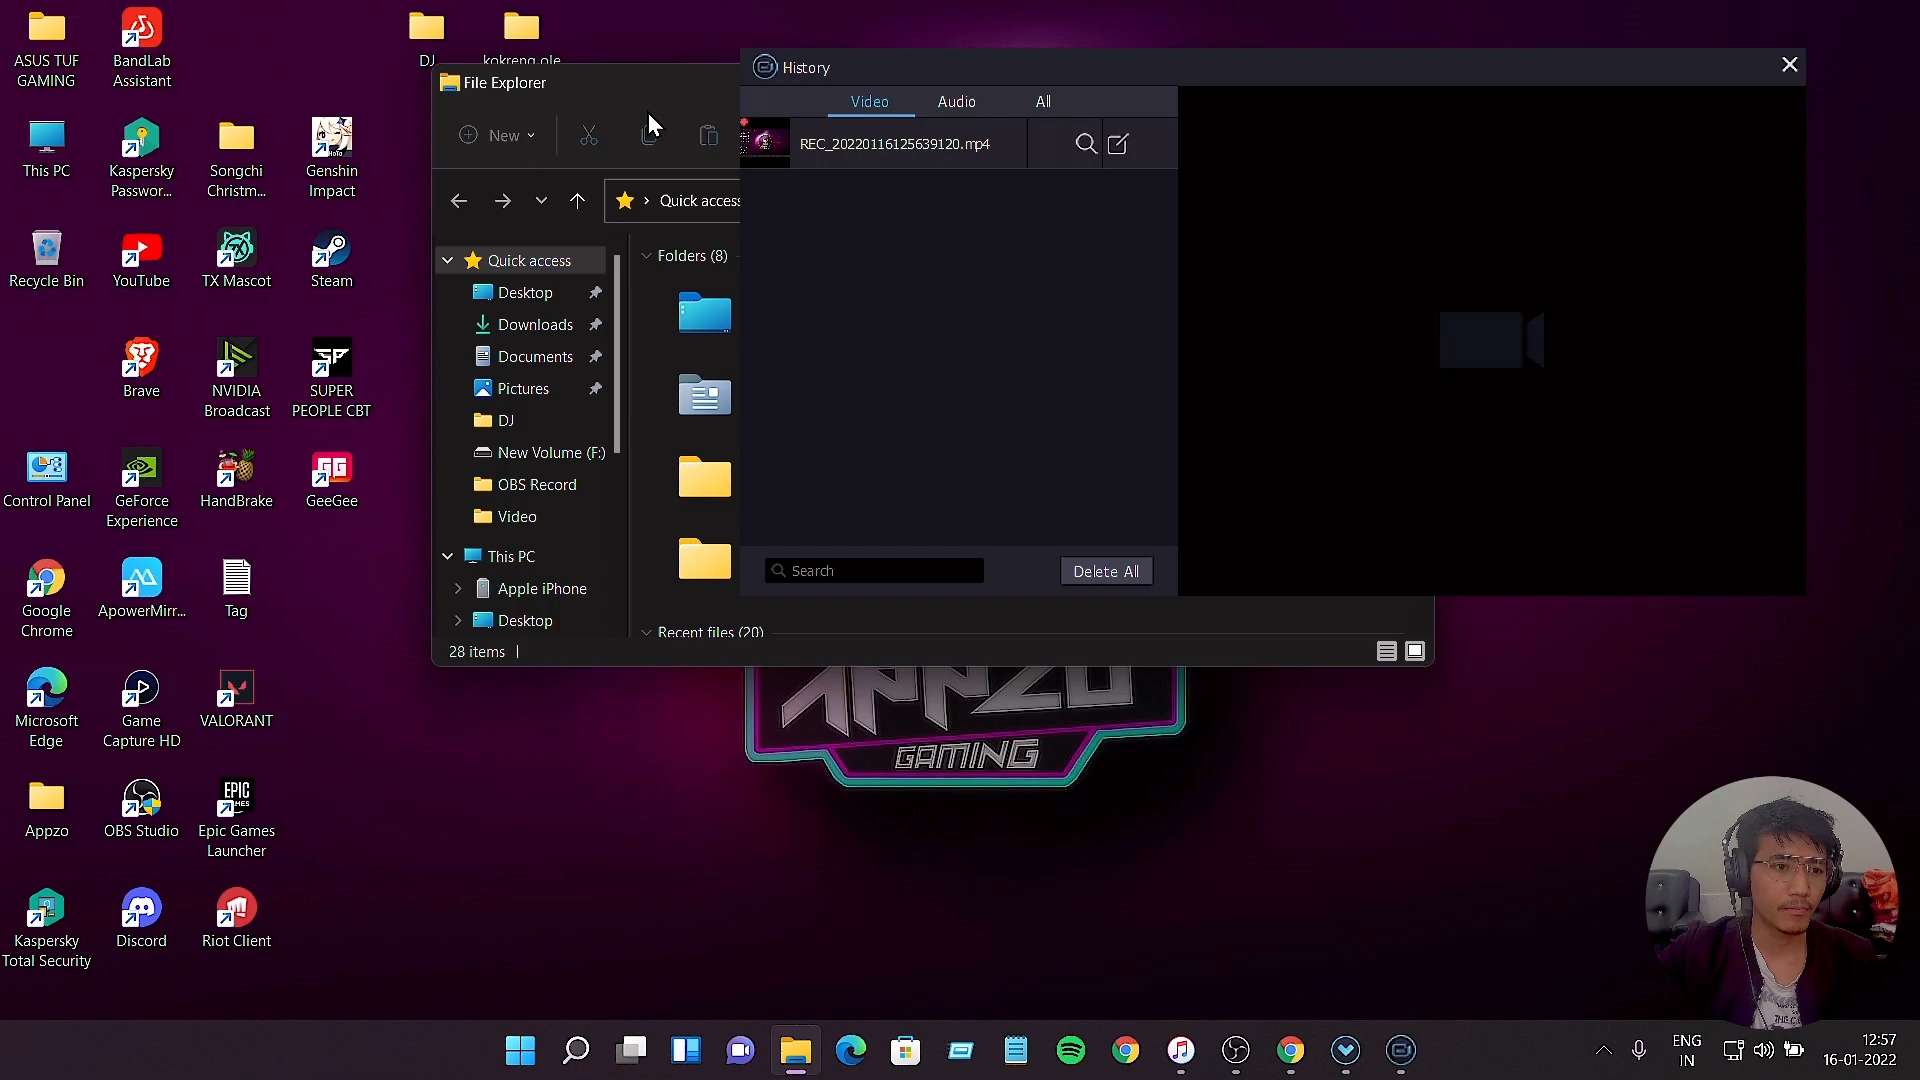 ASUS TUF
GAMING
BandLab
Assistant
DJ
kokreng ole
This PC
Kaspersky
Passwor...
Songchi
Christm...
Genshin
Impact
Recycle Bin
YouTube
TX Mascot
Steam
Brave
NVIDIA
Broadcast
SUPER
PEOPLE CBT
Control Panel
GeForce
Experience
HandBrake
GeeGee
Google
Chrome
ApowerMirr...
Tag
Microsoft
Edge
Game
Capture HD
VALORANT
Appzo
OBS Studio
Epic Games
Launcher
Kaspersky
Total Security
Discord
Riot Client
File Explorer
New
Quick access
Quick access
Desktop
Downloads
Documents
Pictures
DJ
New Volume (F:)
OBS Record
Video
This PC
Apple iPhone
Desktop
Folders (8)
Recent files (20)
28 items
History
Video Audio All
REC_20220116125639120.mp4
Search
Delete All
APPZO
GAMING
ENG
IN
12:57
16-01-2022